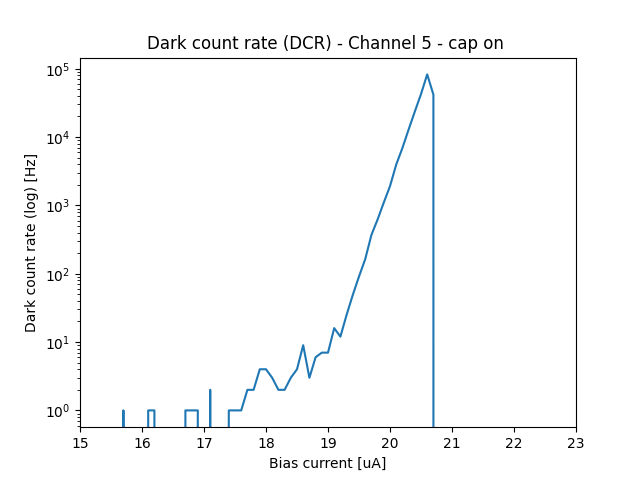 Dark count rate (DCR) - Channel 5 - cap on
Dark count rate (log) [Hz]
10⁵
10⁴
10³
10²
10¹
10⁰
15 16 17 18 19 20 21 22 23
Bias current [uA]